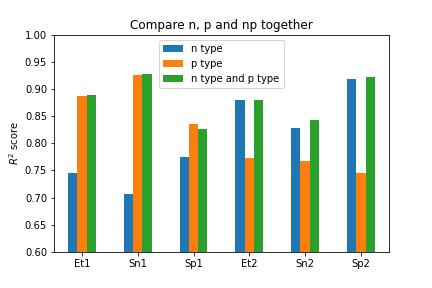 Compare n, p and np together
n type
p type
n type and p type
R² score
1.00
0.95
0.90
0.85
0.80
0.75
0.70
0.65
0.60
Et1 Sn1 Sp1 Et2 Sn2 Sp2